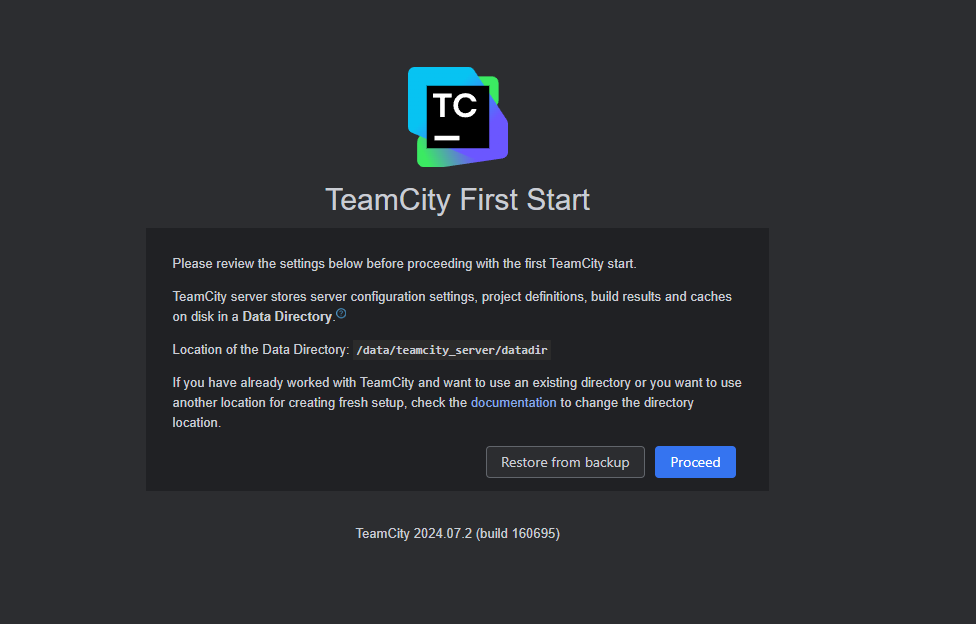 TC
TeamCity First Start
Please review the settings below before proceeding with the first TeamCity start.
TeamCity server stores server configuration settings, project definitions, build results and caches
on disk in a Data Directory.?
Location of the Data Directory: /data/teamcity_server/datadir
If you have already worked with TeamCity and want to use an existing directory or you want to use
another location for creating fresh setup, check the documentation to change the directory
location.
Restore from backup Proceed
TeamCity 2024.07.2 (build 160695)